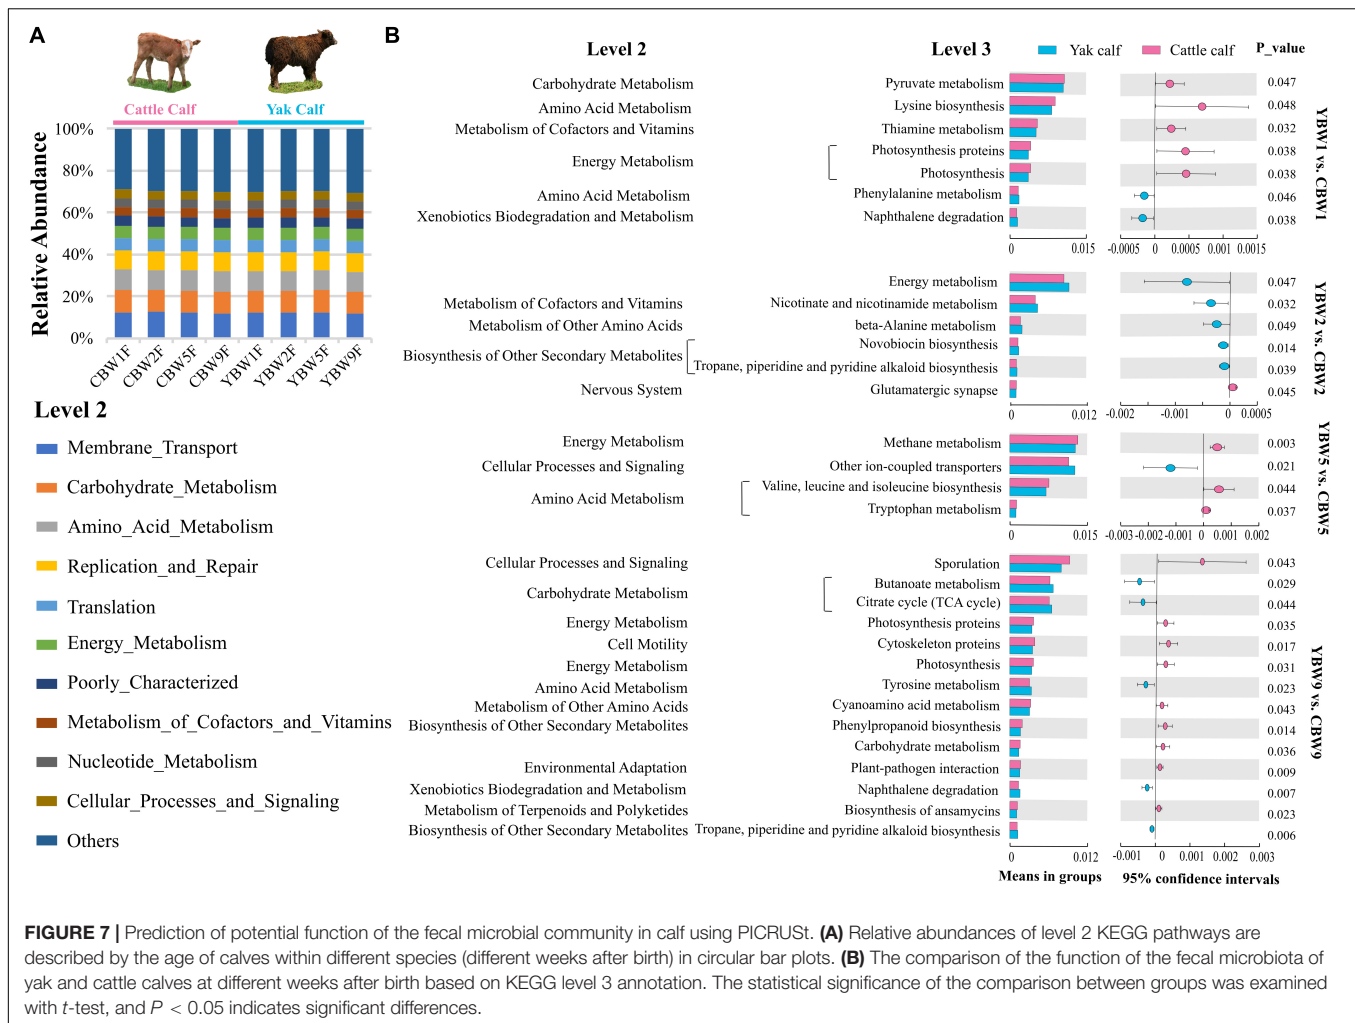 A
Cattle Calf
Yak Calf
Relative Abundance
100%
80%
60%
40%
20%
0%
CBW1F
CBW2F
CBW5F
CBW9F
YBW1F
YBW2F
YBW5F
YBW9F
Level 2
Membrane_Transport
Carbohydrate_Metabolism
Amino_Acid_Metabolism
Replication_and_Repair
Translation
Energy_Metabolism
Poorly_Characterized
Metabolism_of_Cofactors_and_Vitamins
Nucleotide_Metabolism
Cellular_Processes_and_Signaling
Others
B
Level 2 Level 3 Yak calf Cattle calf P_value
Carbohydrate Metabolism Pyruvate metabolism 0.047
Amino Acid Metabolism Lysine biosynthesis 0.048
Metabolism of Cofactors and Vitamins Thiamine metabolism 0.032
Energy Metabolism Photosynthesis proteins 0.038
Photosynthesis 0.038
Amino Acid Metabolism Phenylalanine metabolism 0.046
Xenobiotics Biodegradation and Metabolism Naphthalene degradation 0.038
0 0.015 -0.0005 0 0.0005 0.0015
YBW1 vs. CBW1
Energy metabolism 0.047
Metabolism of Cofactors and Vitamins Nicotinate and nicotinamide metabolism 0.032
Metabolism of Other Amino Acids beta-Alanine metabolism 0.049
Biosynthesis of Other Secondary Metabolites Novobiocin biosynthesis 0.014
Tropane, piperidine and pyridine alkaloid biosynthesis 0.039
Nervous System Glutamatergic synapse 0.045
0 0.012 -0.002 -0.001 0 0.0005
YBW2 vs. CBW2
Energy Metabolism Methane metabolism 0.003
Cellular Processes and Signaling Other ion-coupled transporters 0.021
Amino Acid Metabolism Valine, leucine and isoleucine biosynthesis 0.044
Tryptophan metabolism 0.037
0 0.015 -0.003 -0.002 -0.001 0 0.001 0.002
YBW5 vs. CBW5
Cellular Processes and Signaling Sporulation 0.043
Carbohydrate Metabolism Butanoate metabolism 0.029
Citrate cycle (TCA cycle) 0.044
Energy Metabolism Photosynthesis proteins 0.035
Cell Motility Cytoskeleton proteins 0.017
Energy Metabolism Photosynthesis 0.031
Amino Acid Metabolism Tyrosine metabolism 0.023
Metabolism of Other Amino Acids Cyanoamino acid metabolism 0.043
Biosynthesis of Other Secondary Metabolites Phenylpropanoid biosynthesis 0.014
Carbohydrate metabolism 0.036
Environmental Adaptation Plant-pathogen interaction 0.009
Xenobiotics Biodegradation and Metabolism Naphthalene degradation 0.007
Metabolism of Terpenoids and Polyketides Biosynthesis of ansamycins 0.023
Biosynthesis of Other Secondary Metabolites Tropane, piperidine and pyridine alkaloid biosynthesis 0.006
0 0.012 -0.001 0 0.001 0.002 0.003
YBW9 vs. CBW9
Means in groups 95% confidence intervals
FIGURE 7 | Prediction of potential function of the fecal microbial community in calf using PICRUSt. (A) Relative abundances of level 2 KEGG pathways are
described by the age of calves within different species (different weeks after birth) in circular bar plots. (B) The comparison of the function of the fecal microbiota of
yak and cattle calves at different weeks after birth based on KEGG level 3 annotation. The statistical significance of the comparison between groups was examined
with t-test, and P < 0.05 indicates significant differences.